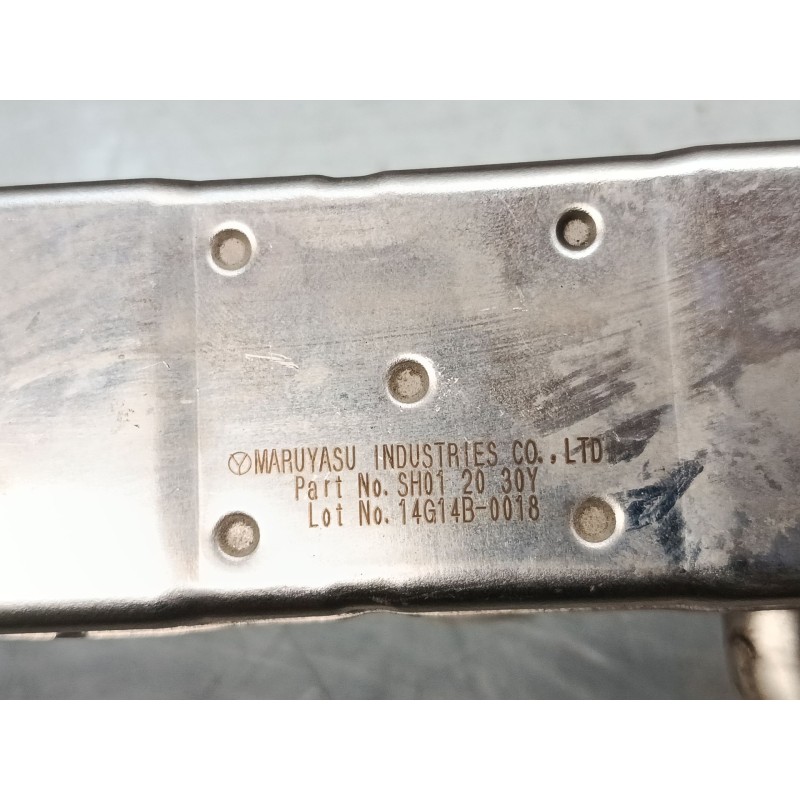 MARUYASU INDUSTRIES CO.,LTD
Part No. SH01 20 30Y
Lot No. 14G14B-0018